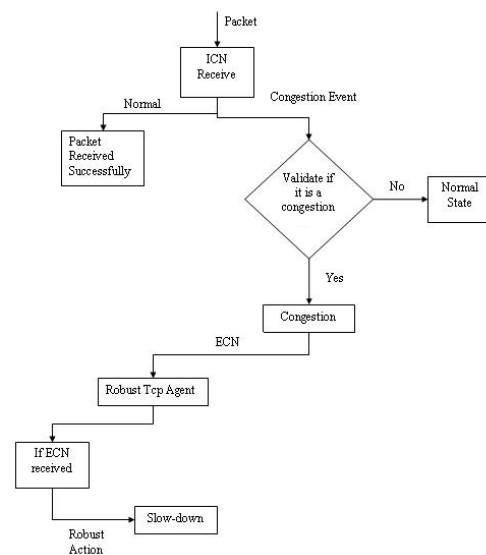 Packet
ICN
Receive
Normal
Congestion Event
Packet
Received
Successfully
Validate if
it is a
congestion
No
Normal
State
Yes
Congestion
ECN
Robust Tcp Agent
If ECN
received
Robust
Action
Slow-down